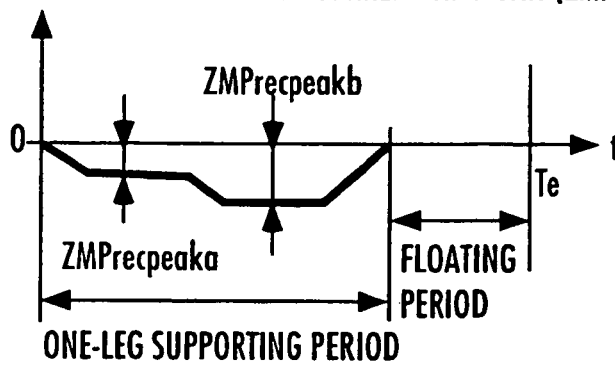 ZMPrecpeakb
0
t
Te
ZMPrecpeaka
FLOATING
PERIOD
ONE-LEG SUPPORTING PERIOD